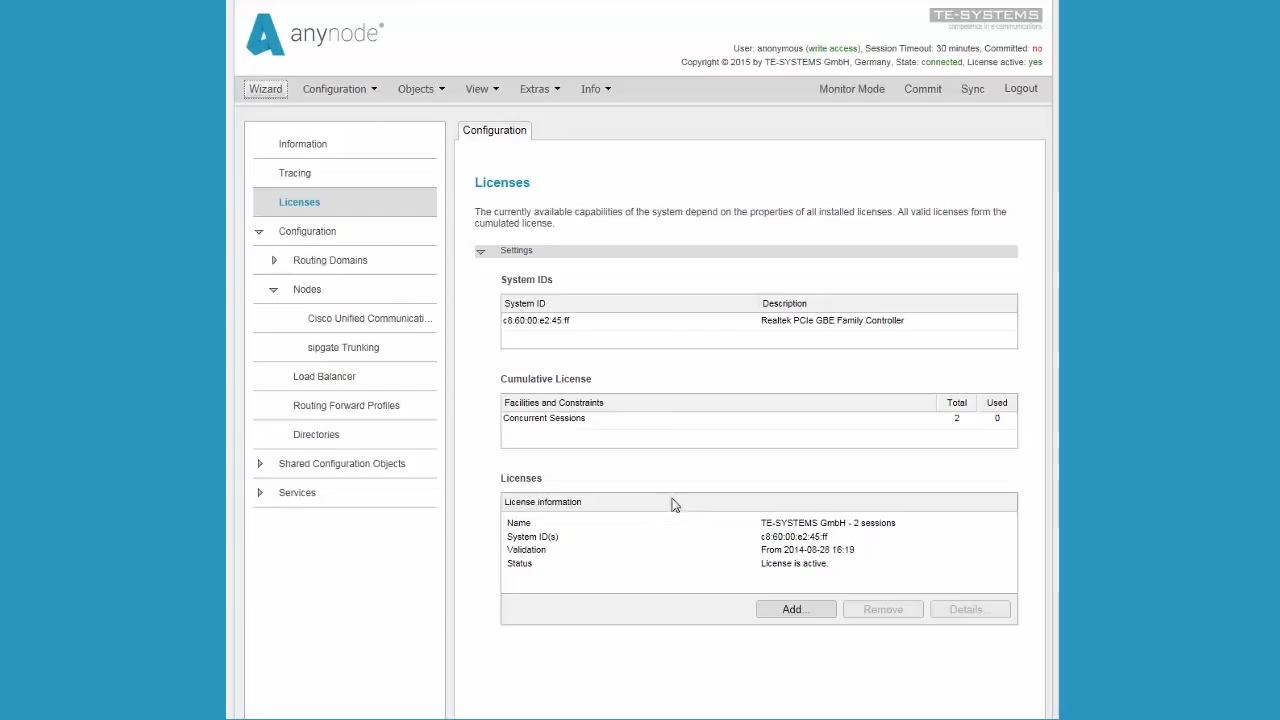 anynode®
TE-SYSTEMS
competence in e-communications.
User: anonymous (write access), Session Timeout: 30 minutes, Committed: no
Copyright © 2015 by TE-SYSTEMS GmbH, Germany, State: connected, License active: yes
Wizard Configuration Objects View Extras Info Monitor Mode Commit Sync Logout
Information
Tracing
Licenses
Configuration
Routing Domains
Nodes
Cisco Unified Communicati...
sipgate Trunking
Load Balancer
Routing Forward Profiles
Directories
Shared Configuration Objects
Services
Configuration
Licenses
The currently available capabilities of the system depend on the properties of all installed licenses. All valid licenses form the
cumulated license.
Settings
System IDs
System ID Description
c8:60:00:e2:45:ff Realtek PCIe GBE Family Controller
Cumulative License
Facilities and Constraints Total Used
Concurrent Sessions 2 0
Licenses
License information
Name TE-SYSTEMS GmbH - 2 sessions
System ID(s) c8:60:00:e2:45:ff
Validation From 2014-08-28 16:19
Status License is active.
Add... Remove Details...